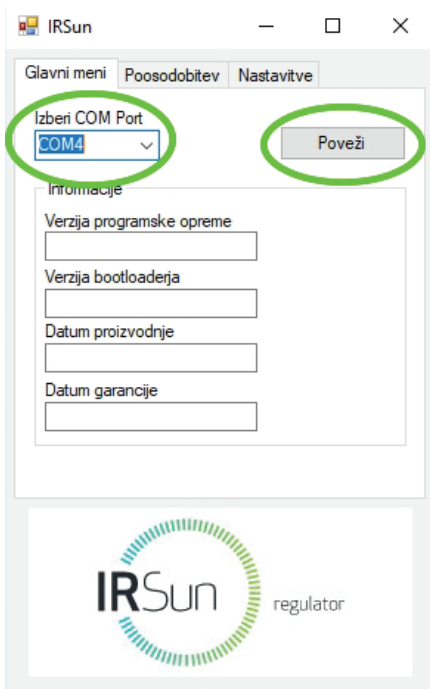 IRSun
Glavni meni Poosodobitev Nastavitve
Izberi COM Port
COM4 Poveži
Informacije
Verzija programske opreme
Verzija bootloaderja
Datum proizvodnje
Datum garancije
IRSun regulator